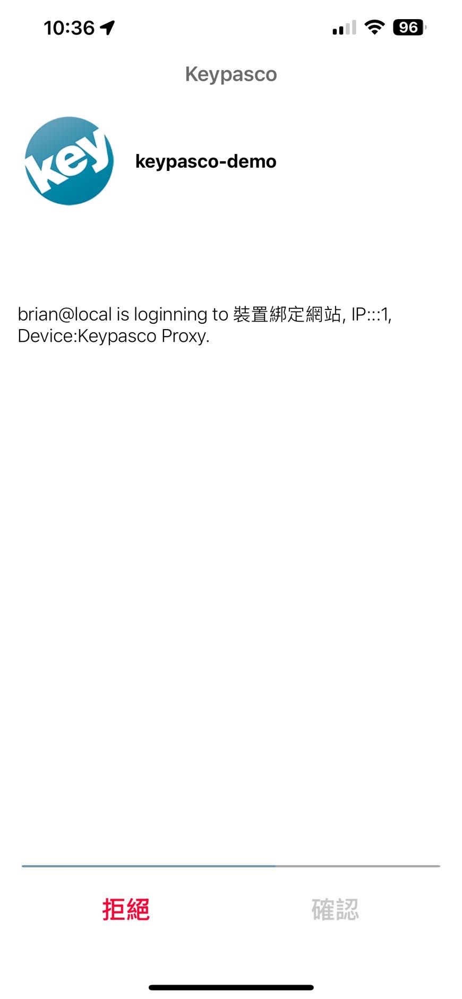 10:36
96
Keypasco
key
keypasco-demo
brian@local is loginning to 裝置綁定網站, IP:::1,
Device:Keypasco Proxy.
拒絕 確認